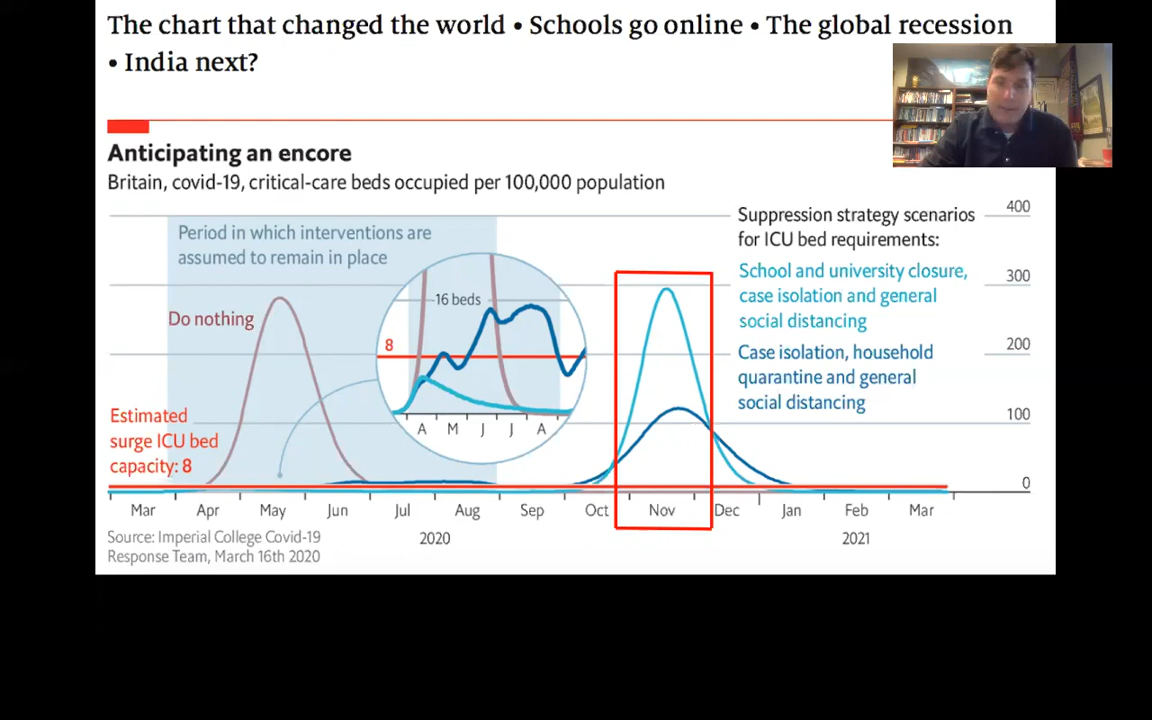 The chart that changed the world • Schools go online • The global recession
• India next?
Anticipating an encore
Britain, covid-19, critical-care beds occupied per 100,000 population
Period in which interventions are
assumed to remain in place
Do nothing
Estimated
surge ICU bed
capacity: 8
16 beds
8
A M J J A
Suppression strategy scenarios
for ICU bed requirements:
School and university closure,
case isolation and general
social distancing
Case isolation, household
quarantine and general
social distancing
400
300
200
100
0
Mar Apr May Jun Jul Aug Sep Oct Nov Dec Jan Feb Mar
2020 2021
Source: Imperial College Covid-19
Response Team, March 16th 2020